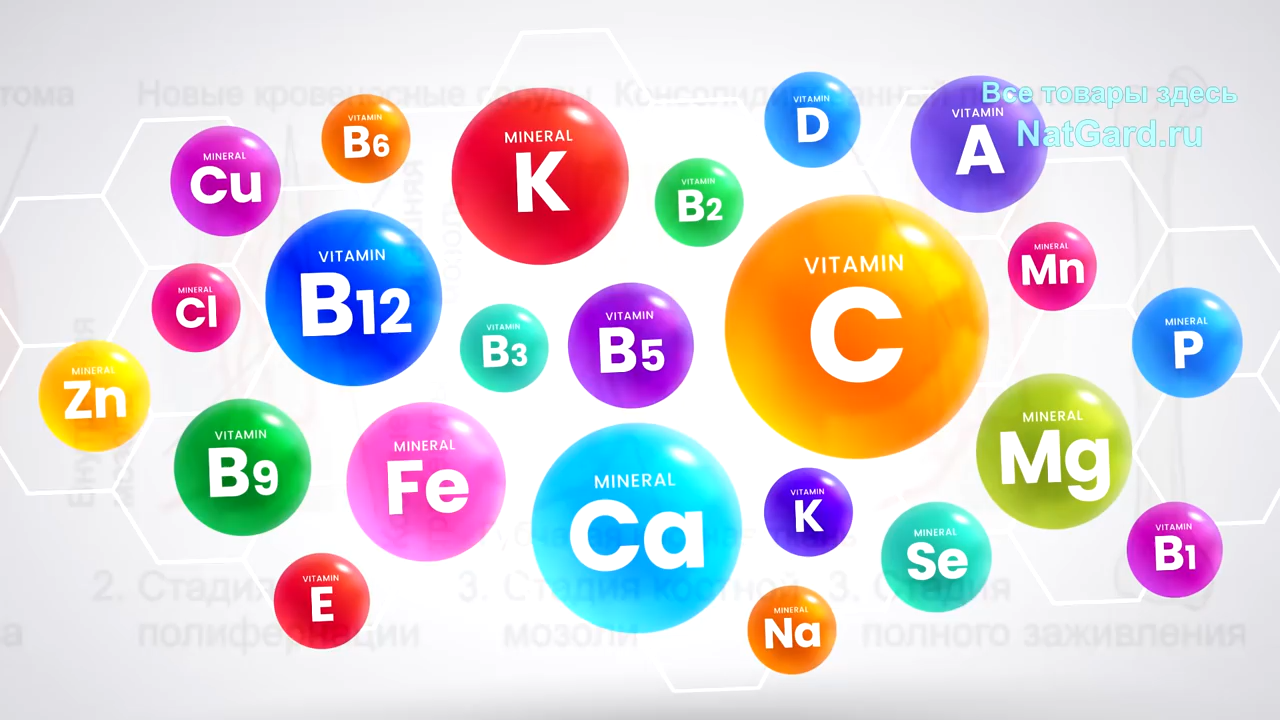 Все товары здесь
NatGard.ru
тома
Новые кровеносные сосуды
Консолидированный
MINERAL
Cu
VITAMIN
B6
MINERAL
K
VITAMIN
B2
VITAMIN
D
VITAMIN
A
MINERAL
Cl
VITAMIN
B12
VITAMIN
B3
VITAMIN
B5
VITAMIN
C
MINERAL
Mn
MINERAL
P
MINERAL
Zn
VITAMIN
B9
MINERAL
Fe
MINERAL
Ca
VITAMIN
K
MINERAL
Se
MINERAL
Mg
VITAMIN
B1
VITAMIN
E
MINERAL
Na
2. Стадия
полиферации
3. Стадия костной
мозоли
3. Стадия
полного заживления